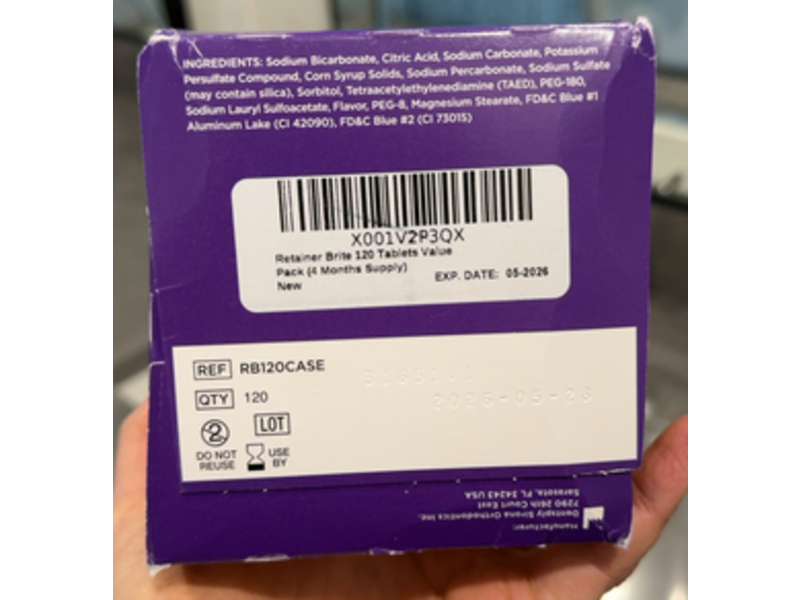 INGREDIENTS: Sodium Bicarbonate, Citric Acid, Sodium Carbonate, Potassium
Persulfate Compound, Corn Syrup Solids, Sodium Percarbonate, Sodium Sulfate
(may contain silica), Sorbitol, Tetraacetylethylenediamine (TAED), PEG-180,
Sodium Lauryl Sulfoacetate, Flavor, PEG-8, Magnesium Stearate, FD&C Blue #1
Aluminum Lake (CI 42090), FD&C Blue #2 (CI 73015)
X001V2P3QX
Retainer Brite 120 Tablets Value
Pack (4 Months Supply)
New
EXP. DATE: 05-2026
REF RB120CASE
QTY 120
2026-05-28
2 LOT
DO NOT
REUSE
USE
BY
Manufacturer:
Dentsply Sirona Orthodontics Inc.
7290 26th Court East
Sarasota, FL 34243 USA